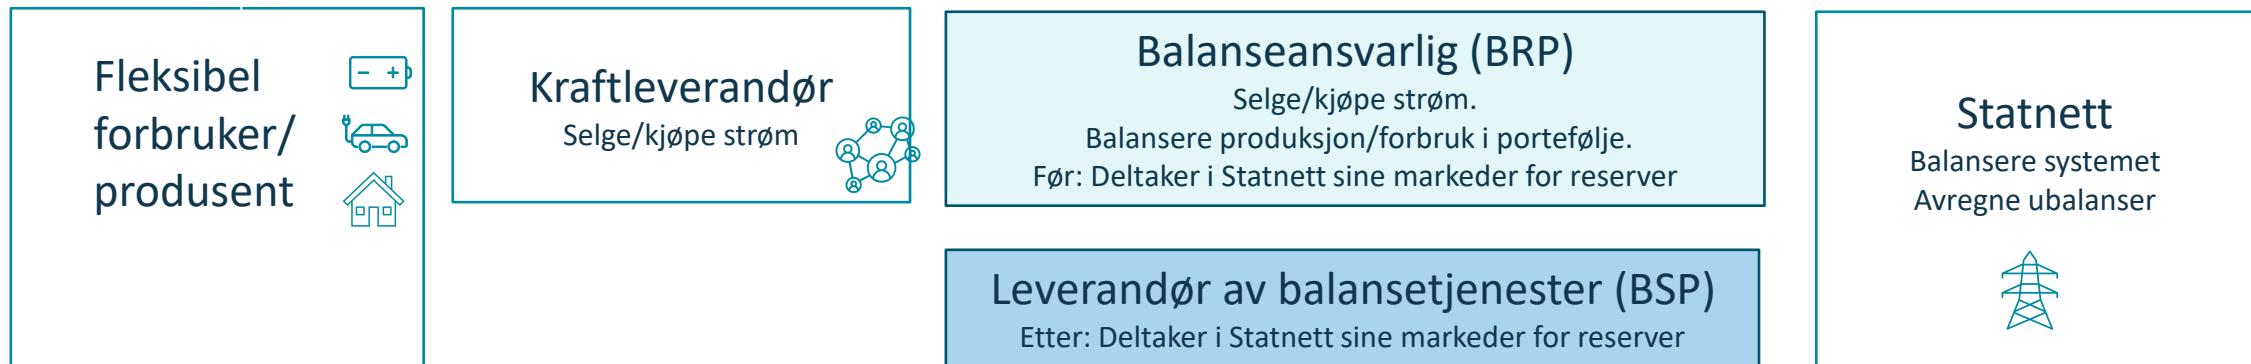 Fleksibel
forbruker/
produsent
Kraftleverandør
Selge/kjøpe strøm
Balanseansvarlig (BRP)
Selge/kjøpe strøm.
Balansere produksjon/forbruk i portefølje.
Før: Deltaker i Statnett sine markeder for reserver
Leverandør av balansetjenester (BSP)
Etter: Deltaker i Statnett sine markeder for reserver
Statnett
Balansere systemet
Avregne ubalanser